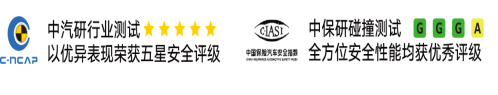 中汽研行业测试
以优异表现荣获五星安全评级
C-NCAP
CIASI
中国保险汽车安全指数
中保研碰撞测试 G G G A
全方位安全性能均获优秀评级